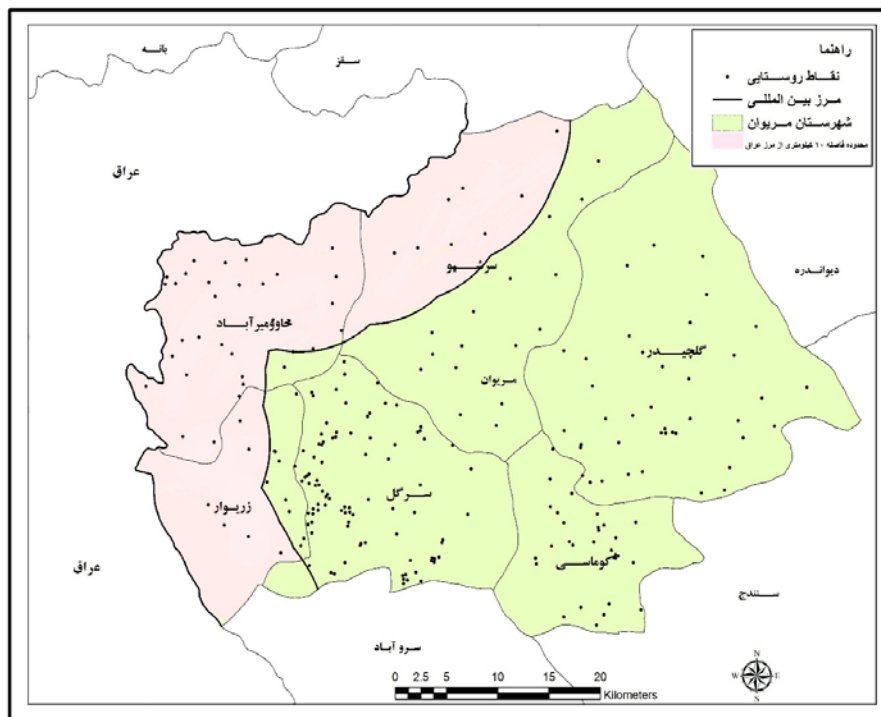 راهنما
نقاط روستایی
مرز بین المللی
شهرستان مریوان
محدوده فاصله ۱۰ کیلومتری از مرز عراق
بانه
سقز
عراق
دیواندره
سرشیو
خاوومیرآباد
گلچیدر
مریوان
سرگل
زریوار
کوماسی
عراق
سنندج
سروآباد
N
W E
S
0 2.5 5 10 15 20
Kilometers